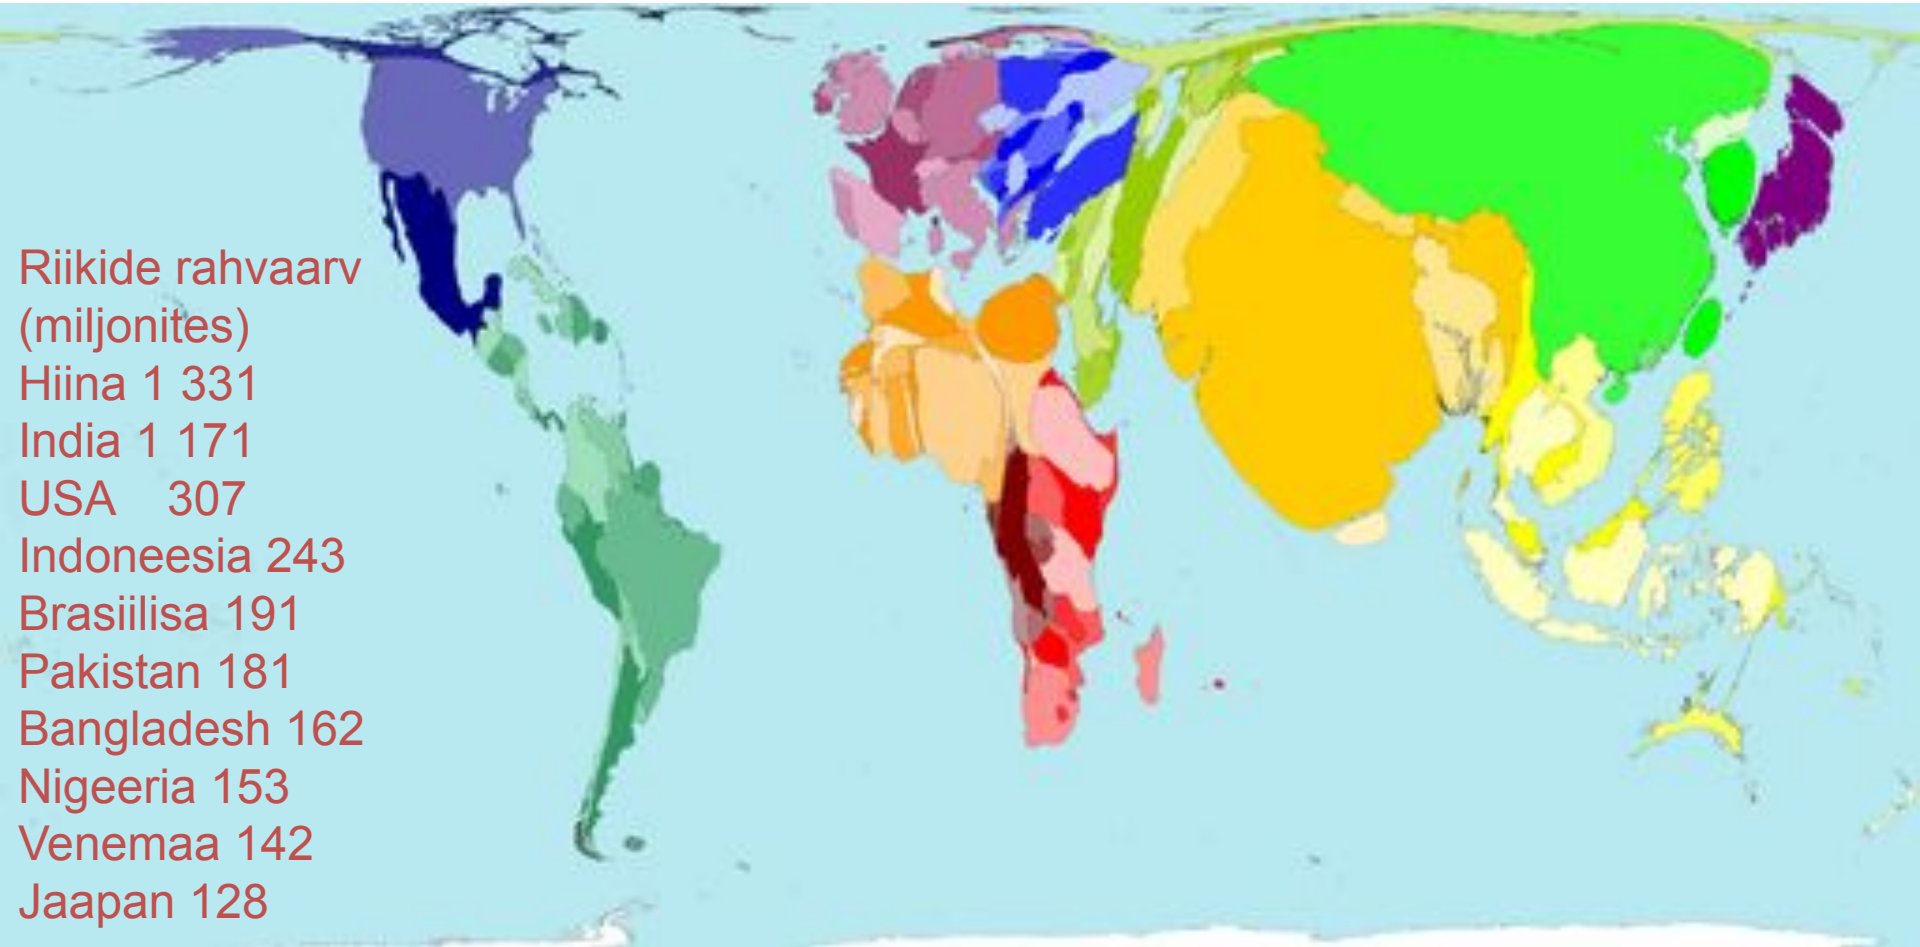 Riikide rahvaarv
(miljonites)
Hiina 1 331
India 1 171
USA 307
Indoneesia 243
Brasiilisa 191
Pakistan 181
Bangladesh 162
Nigeeria 153
Venemaa 142
Jaapan 128